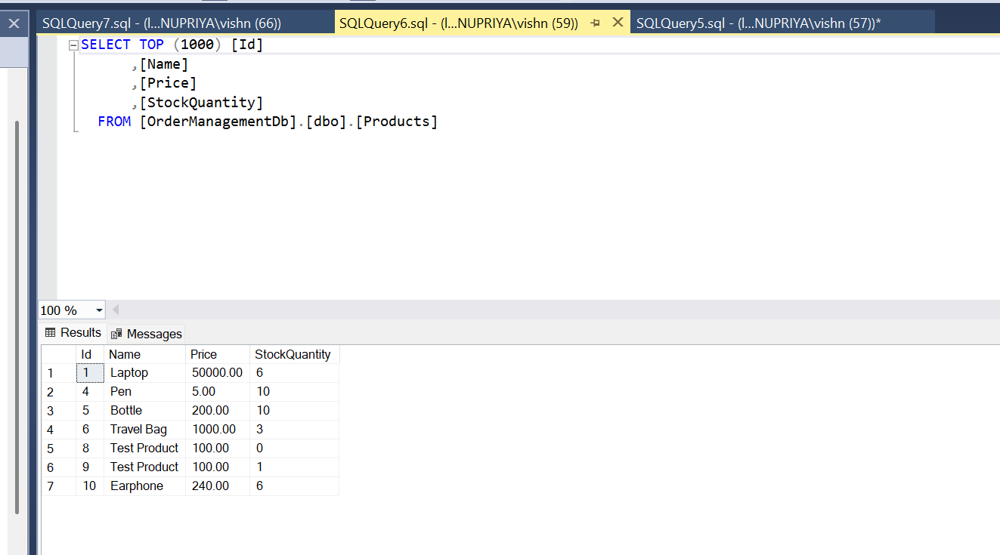 SQLQuery7.sql - (l...NUPRIYA\vishn (66)) SQLQuery6.sql - (l...NUPRIYA\vishn (59)) SQLQuery5.sql - (l...NUPRIYA\vishn (57))*
SELECT TOP (1000) [Id]
,[Name]
,[Price]
,[StockQuantity]
FROM [OrderManagementDb].[dbo].[Products]
100 %
Results Messages
Id Name Price StockQuantity
1 1 Laptop 50000.00 6
2 4 Pen 5.00 10
3 5 Bottle 200.00 10
4 6 Travel Bag 1000.00 3
5 8 Test Product 100.00 0
6 9 Test Product 100.00 1
7 10 Earphone 240.00 6